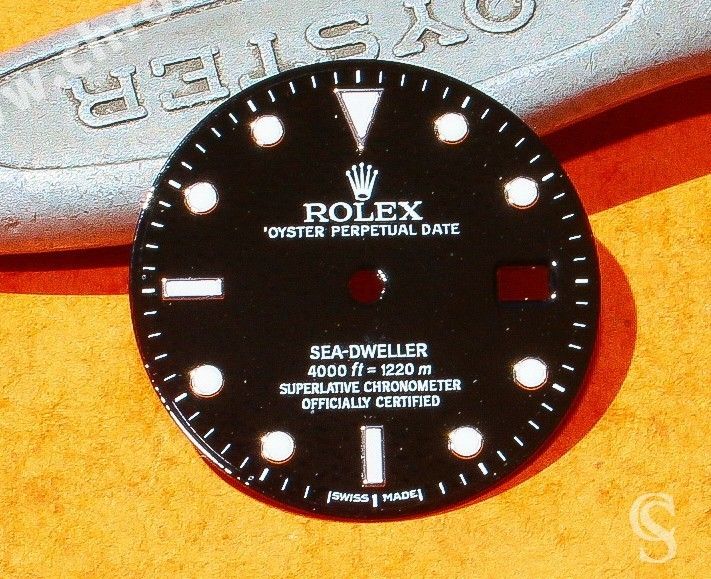 OYSTER
ROLEX
'OYSTER PERPETUAL DATE
SEA-DWELLER
4000 ft = 1220 m
SUPERLATIVE CHRONOMETER
OFFICIALLY CERTIFIED
SWISS MADE